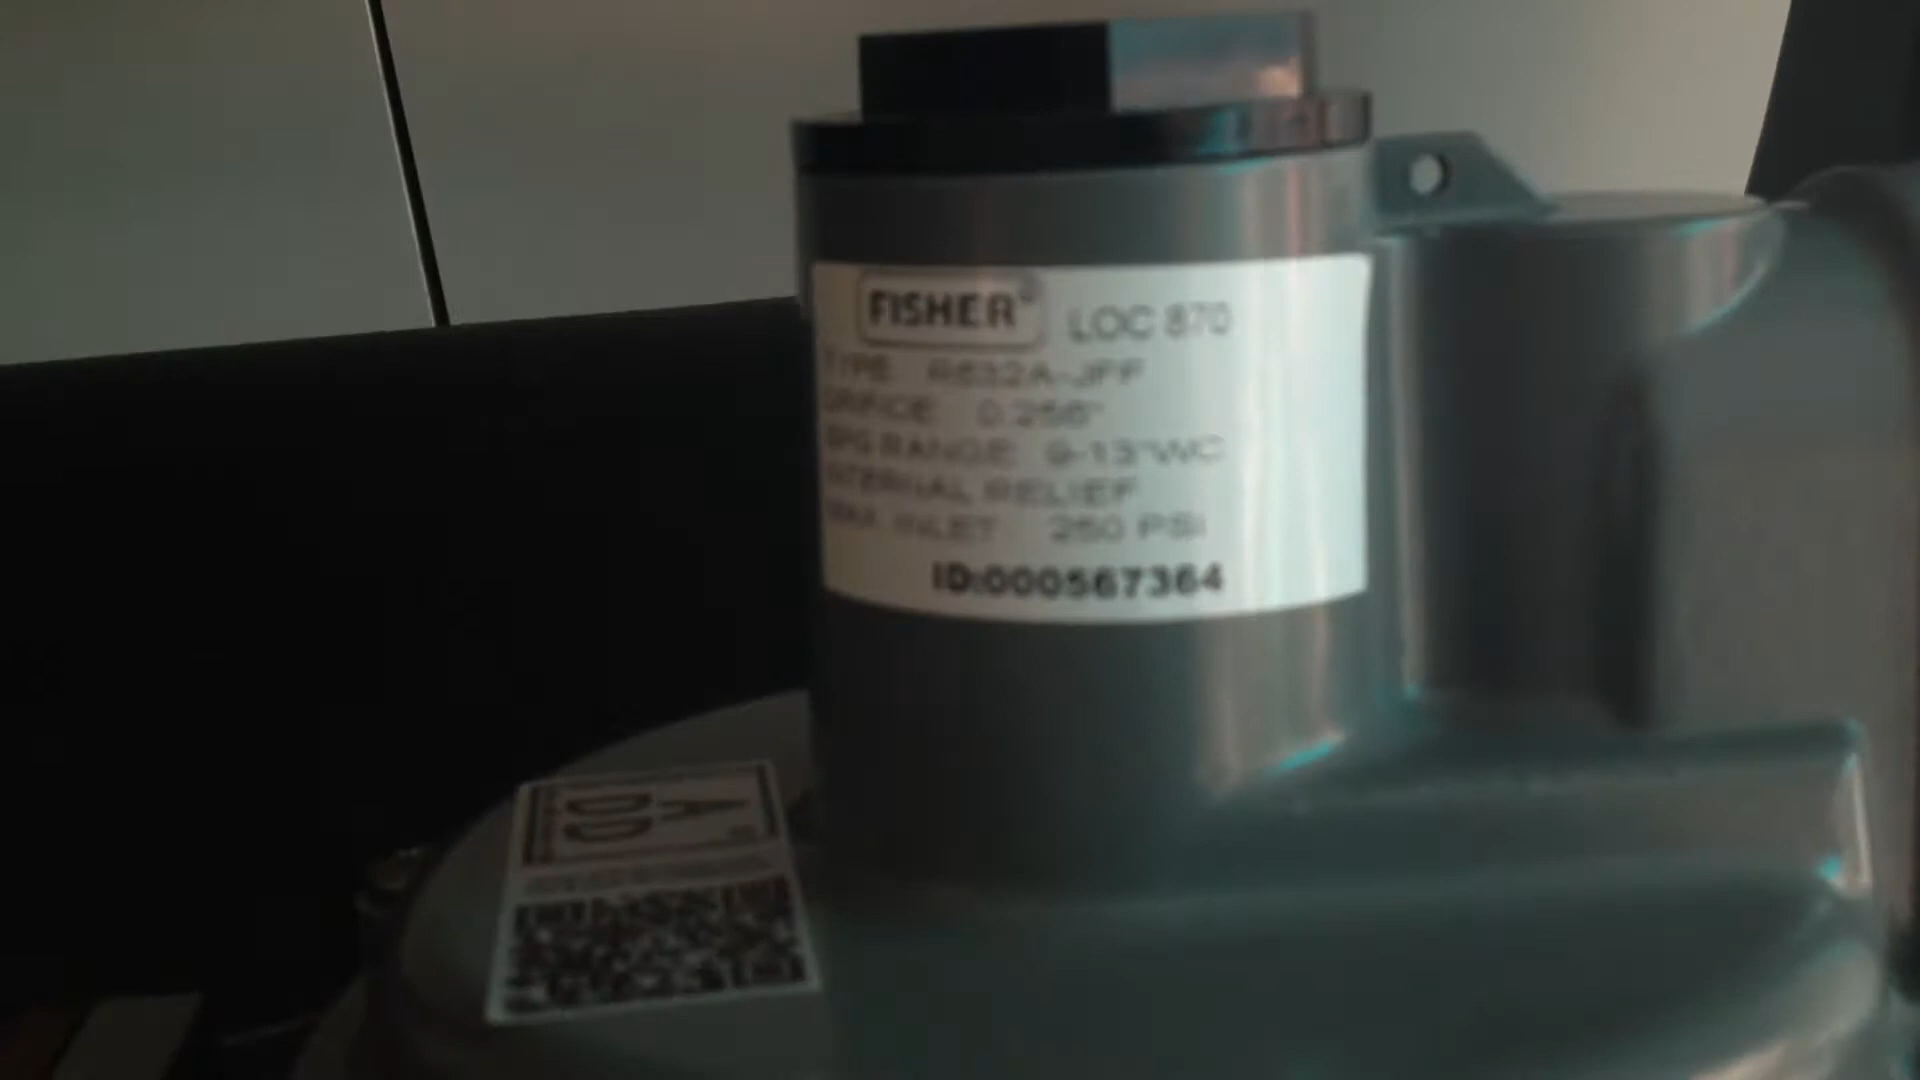 FISHER® LOC 870
TYPE R632A-JFF
ORIFICE 0.256"
SPG RANGE 9-13"WC
INTERNAL RELIEF
MAX. INLET 250 PSI
ID:000567364
A
DD